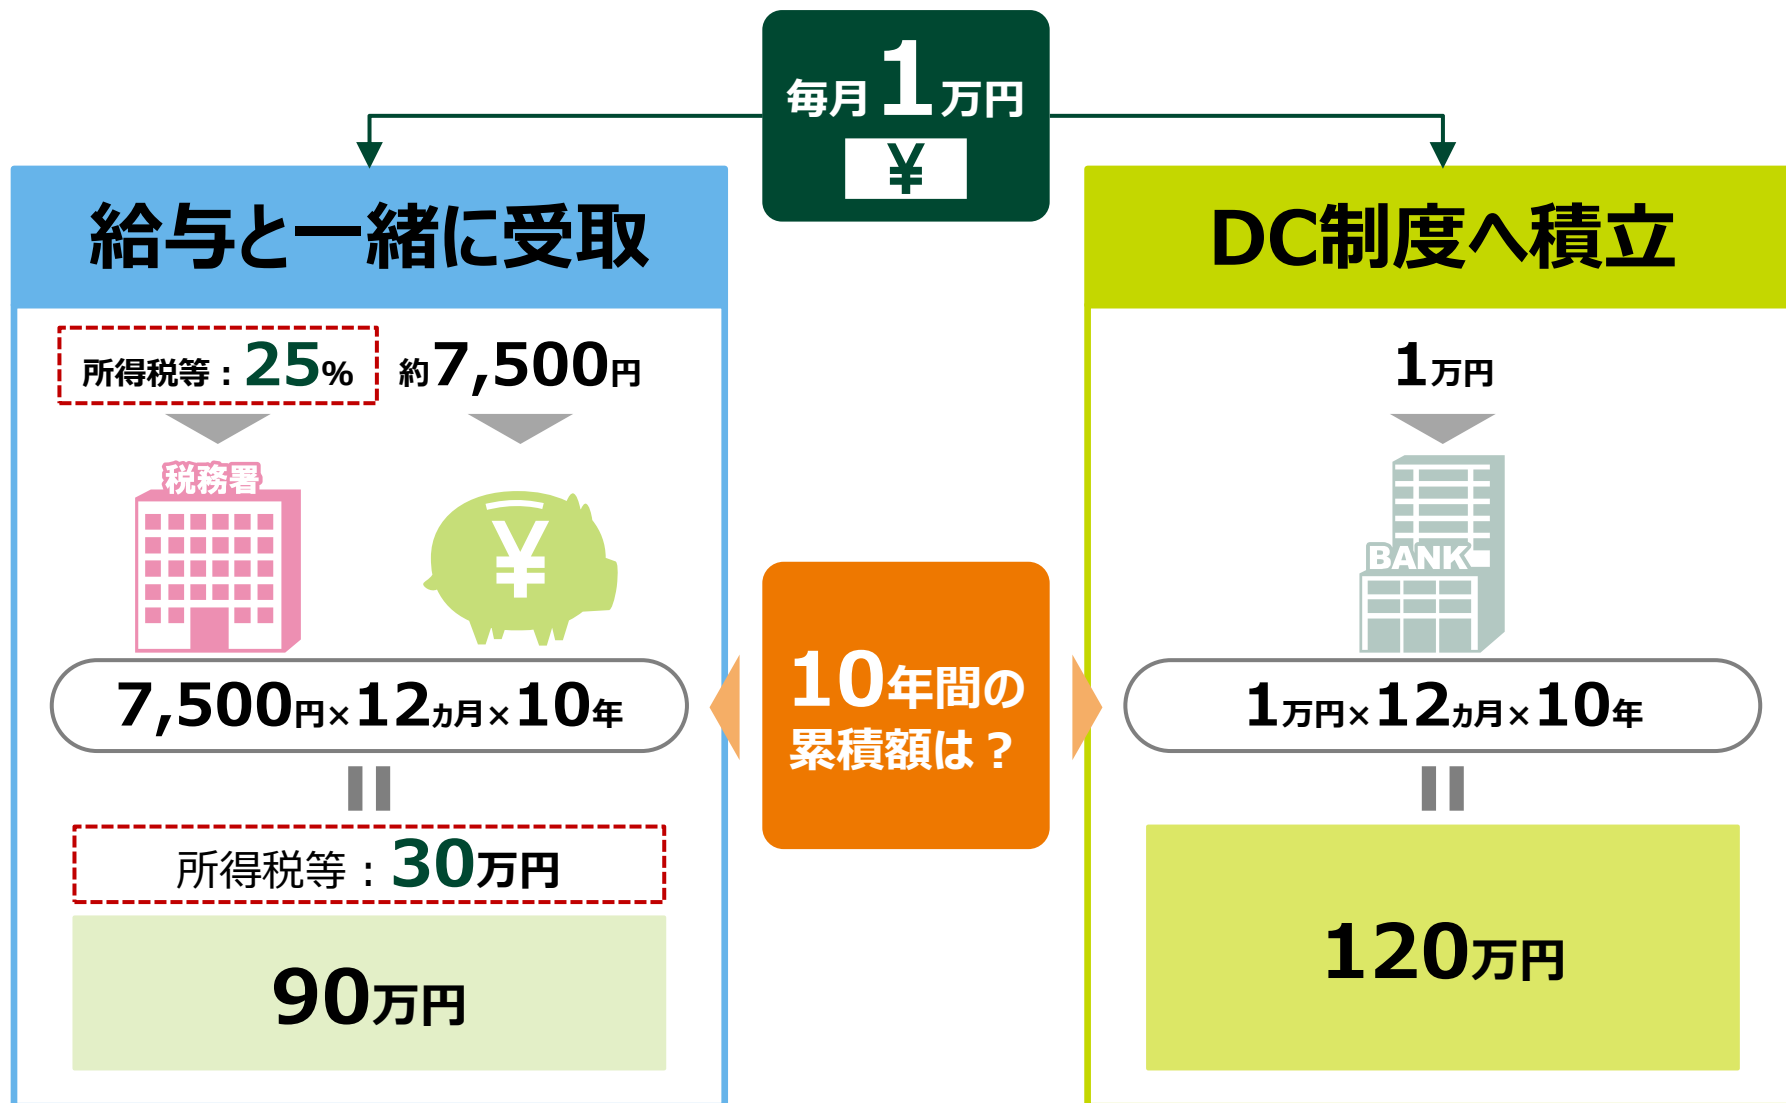 毎月1万円
¥
給与と一緒に受取
所得税等：25%
約7,500円
税務署
¥
7,500円×12ヵ月×10年
所得税等：30万円
90万円
10年間の
累積額は？
DC制度へ積立
1万円
BANK
1万円×12ヵ月×10年
120万円